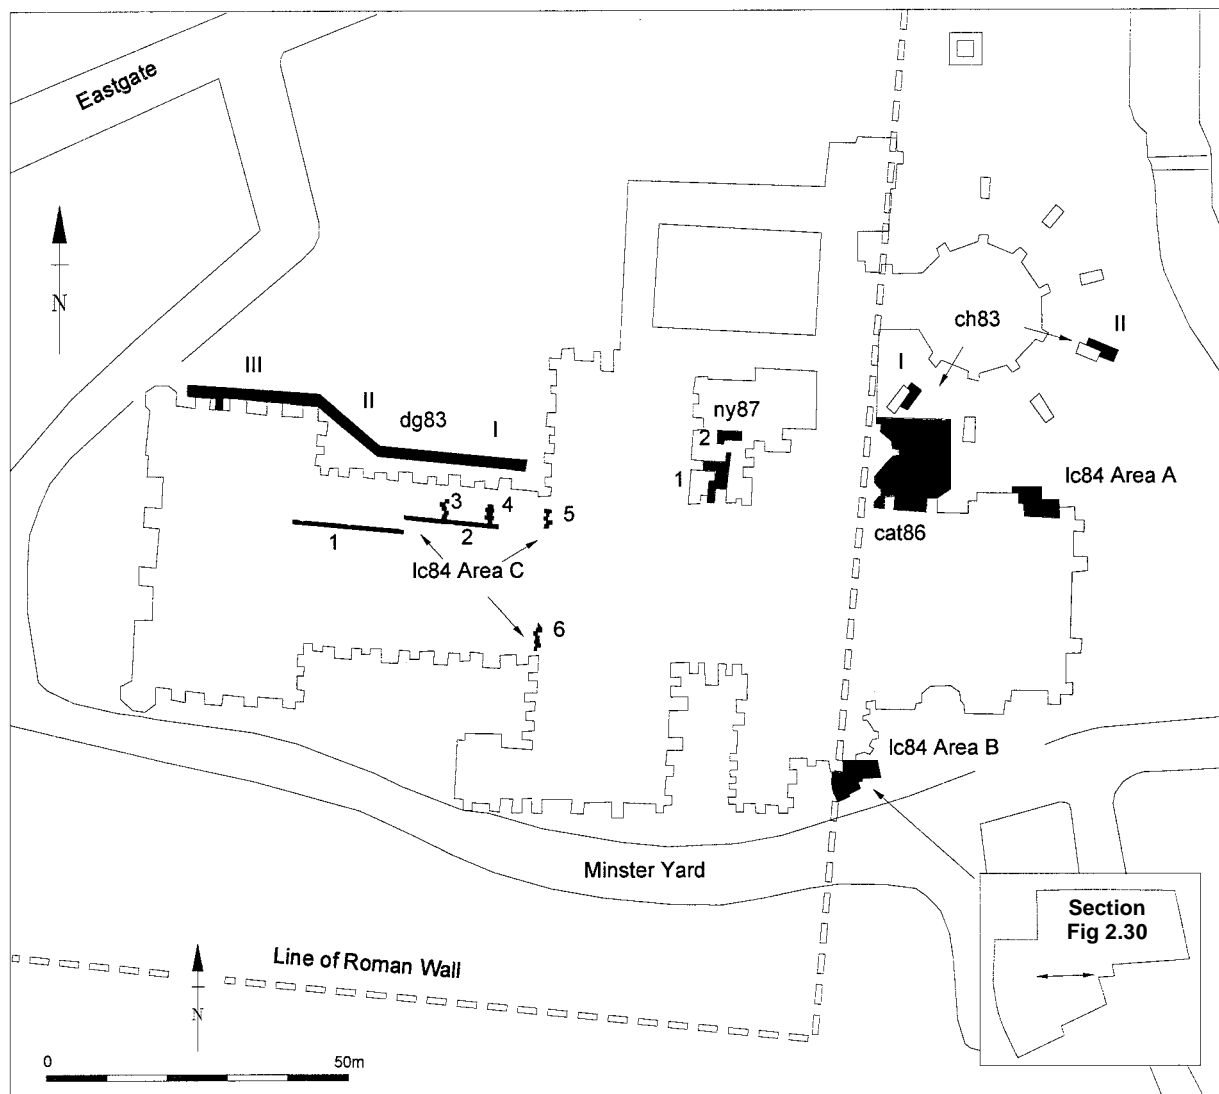 Eastgate
N
ch83
II
III
I
II
dg83
I
ny87
2
1
lc84 Area A
3
4
5
cat86
1
2
lc84 Area C
6
lc84 Area B
Minster Yard
Section
Fig 2.30
Line of Roman Wall
N
0
50m